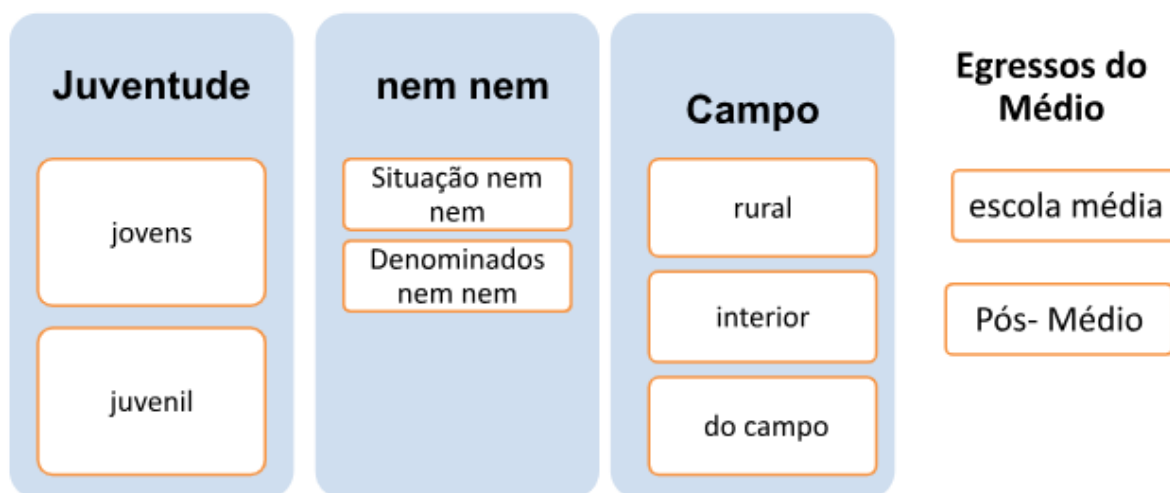 Juventude
jovens
juvenil
nem nem
Situação nem
nem
Denominados
nem nem
Campo
rural
interior
do campo
Egressos do
Médio
escola média
Pós- Médio